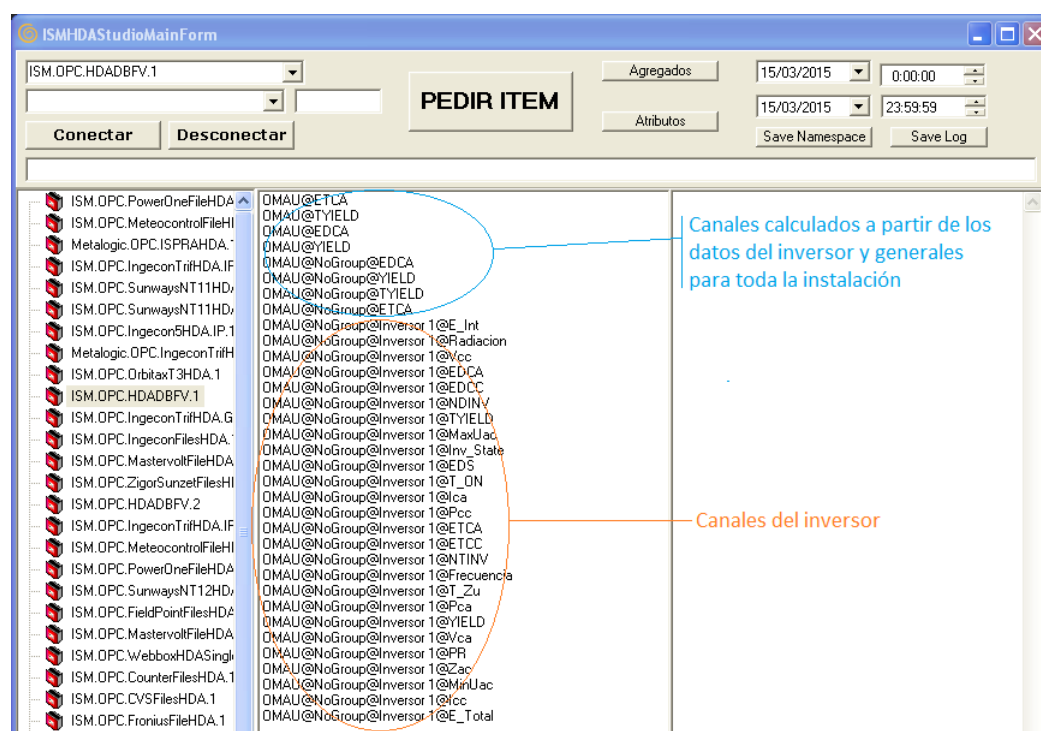 ISMHDAStudioMainForm
ISM.OPC.HDADBFV.1
PEDIR ITEM
Agregados
15/03/2015
0:00:00
Atributos
15/03/2015
23:59:59
Conectar
Desconectar
Save Namespace
Save Log
ISM.OPC.PowerOneFileHDA
ISM.OPC.MeteocontrolFileHI
Metalogic.OPC.ISPRAHDA.
ISM.OPC.IngeconTrifHDA.IF
ISM.OPC.SunwaysNT11HD
ISM.OPC.SunwaysNT11HD
ISM.OPC.Ingecon5HDA.IP.1
Metalogic.OPC.IngeconTrifH
ISM.OPC.OrbitaxT3HDA.1
ISM.OPC.HDADBFV.1
ISM.OPC.IngeconTrifHDA.G
ISM.OPC.IngeconFilesHDA.
ISM.OPC.MastervoltFileHDA
ISM.OPC.ZigorSunzetFilesHI
ISM.OPC.HDADBFV.2
ISM.OPC.IngeconTrifHDA.IF
ISM.OPC.MeteocontrolFileHI
ISM.OPC.PowerOneFileHDA
ISM.OPC.SunwaysNT12HD
ISM.OPC.FieldPointFilesHDA
ISM.OPC.MastervoltFileHDA
ISM.OPC.WebboxHDASingl
ISM.OPC.CounterFilesHDA.1
ISM.OPC.CVSFilesHDA.1
ISM.OPC.FroniusFileHDA.1
OMAU@ETCA
OMAU@TYIELD
OMAU@EDCA
OMAU@YIELD
OMAU@NoGroup@EDCA
OMAU@NoGroup@YIELD
OMAU@NoGroup@TYIELD
OMAU@NoGroup@ETCA
OMAU@NoGroup@Inversor 1@E_Int
OMAU@NoGroup@Inversor 1@Radiacion
OMAU@NoGroup@Inversor 1@Vcc
OMAU@NoGroup@Inversor 1@EDCA
OMAU@NoGroup@Inversor 1@EDCC
OMAU@NoGroup@Inversor 1@NDINV
OMAU@NoGroup@Inversor 1@TYIELD
OMAU@NoGroup@Inversor 1@MaxUac
OMAU@NoGroup@Inversor 1@Inv_State
OMAU@NoGroup@Inversor 1@EDS
OMAU@NoGroup@Inversor 1@T_ON
OMAU@NoGroup@Inversor 1@Ica
OMAU@NoGroup@Inversor 1@Pcc
OMAU@NoGroup@Inversor 1@ETCA
OMAU@NoGroup@Inversor 1@ETCC
OMAU@NoGroup@Inversor 1@NTINV
OMAU@NoGroup@Inversor 1@Frecuencia
OMAU@NoGroup@Inversor 1@T_Zu
OMAU@NoGroup@Inversor 1@Pca
OMAU@NoGroup@Inversor 1@YIELD
OMAU@NoGroup@Inversor 1@Vca
OMAU@NoGroup@Inversor 1@PR
OMAU@NoGroup@Inversor 1@Zac
OMAU@NoGroup@Inversor 1@MinUac
OMAU@NoGroup@Inversor 1@Icc
OMAU@NoGroup@Inversor 1@E_Total
Canales calculados a partir de los
datos del inversor y generales
para toda la instalación
Canales del inversor